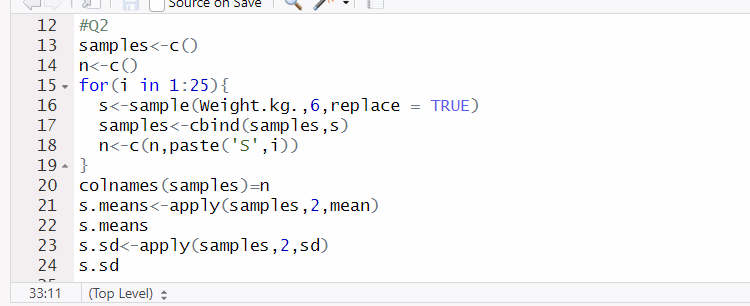 Source on Save
12 #Q2
13 samples<-c()
14 n<-c()
15 for(i in 1:25){
16 s<-sample(Weight.kg.,6,replace = TRUE)
17 samples<-cbind(samples,s)
18 n<-c(n,paste('S',i))
19 }
20 colnames(samples)=n
21 s.means<-apply(samples,2,mean)
22 s.means
23 s.sd<-apply(samples,2,sd)
24 s.sd
33:11 (Top Level)